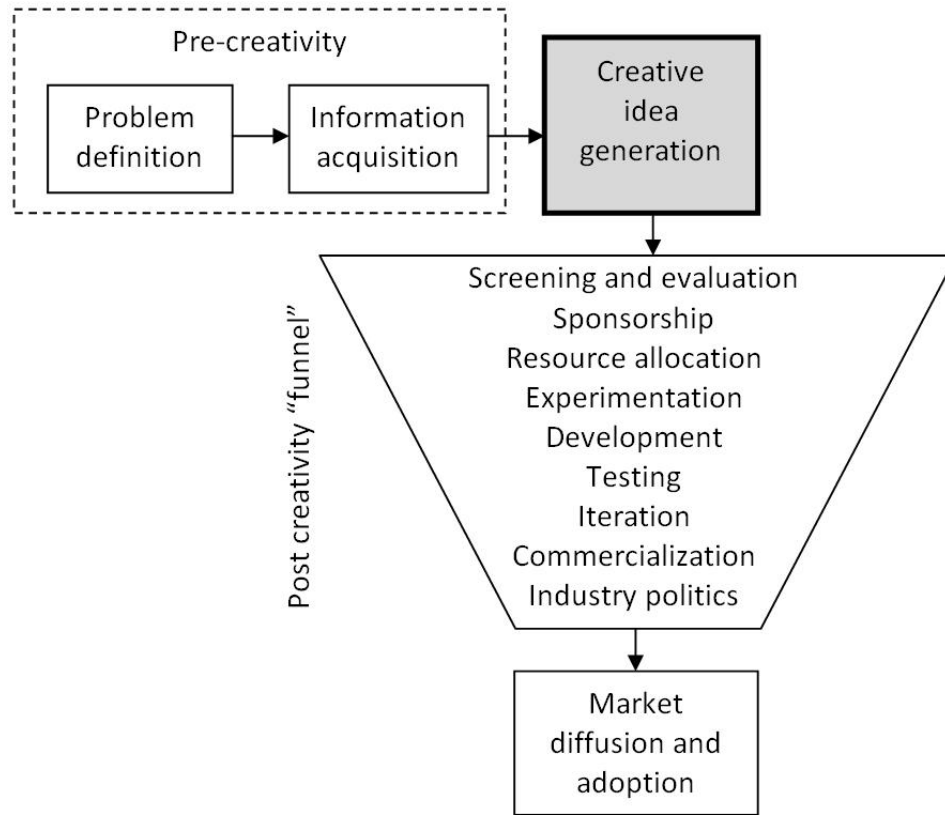 Pre-creativity
Problem
definition
Information
acquisition
Creative
idea
generation
Post creativity “funnel”
Screening and evaluation
Sponsorship
Resource allocation
Experimentation
Development
Testing
Iteration
Commercialization
Industry politics
Market
diffusion and
adoption